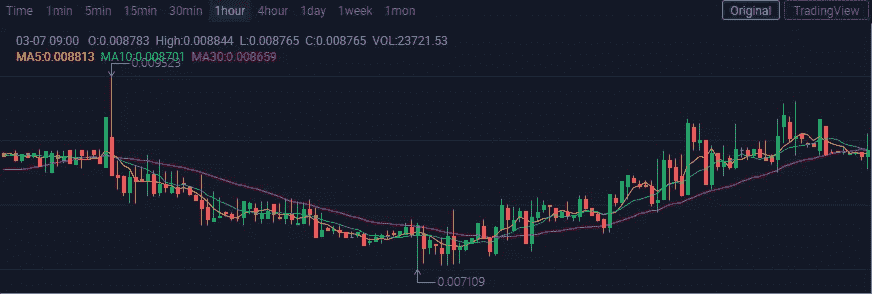 Time 1min 5min 15min 30min 1hour 4hour 1day 1week 1mon Original TradingView
03-07 09:00 O:0.008783 High:0.008844 L:0.008765 C:0.008765 VOL:23721.53
MA5:0.008813 MA10:0.008701 MA30:0.008659
0.009523
0.007109